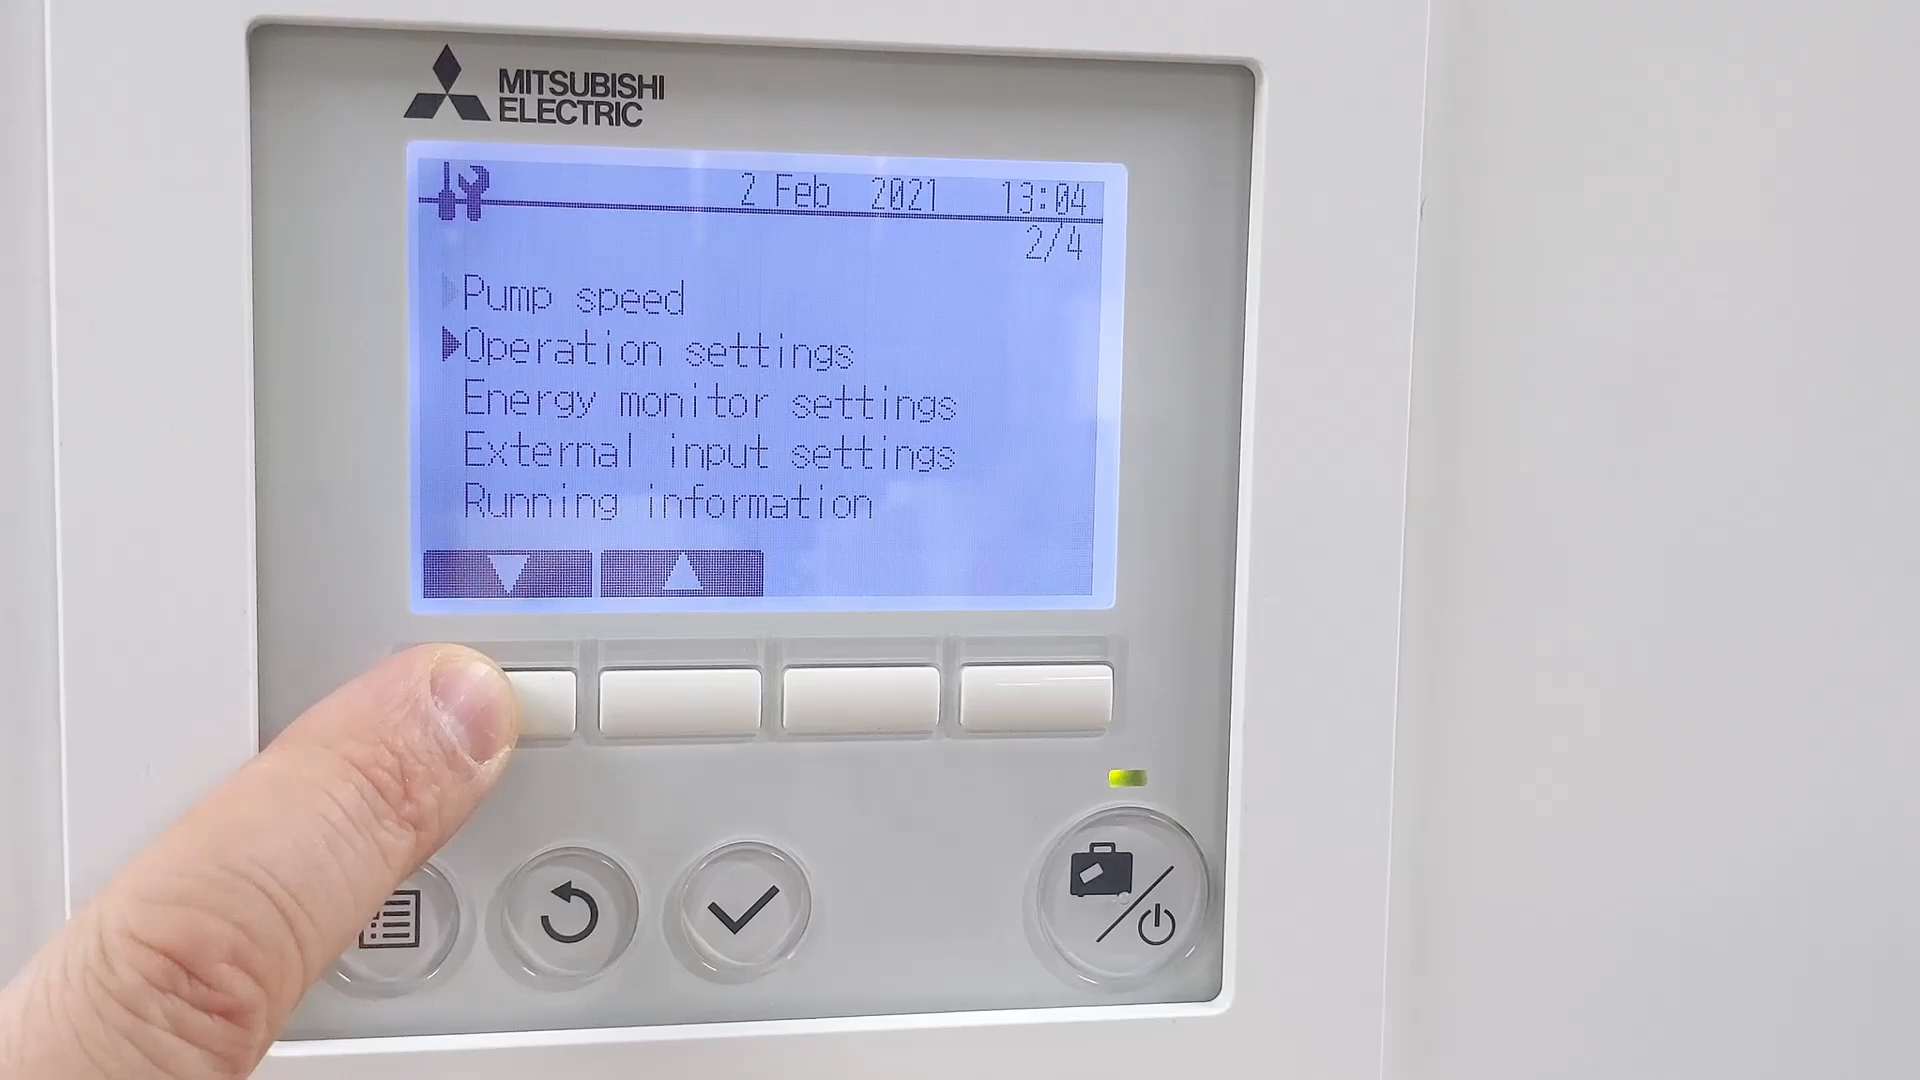 MITSUBISHI
ELECTRIC
2 Feb 2021 13:04
2/4
Pump speed
Operation settings
Energy monitor settings
External input settings
Running information